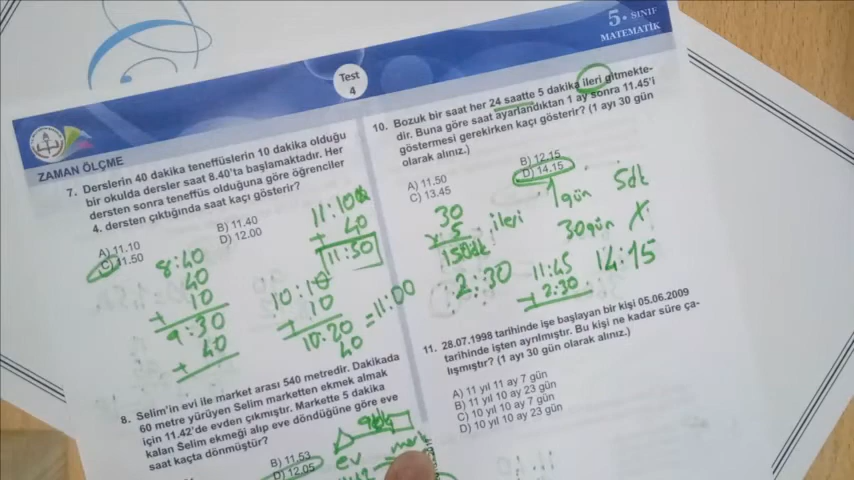 5. SINIF
MATEMATİK
Test
4
ZAMAN ÖLÇME
7. Derslerin 40 dakika teneffüslerin 10 dakika olduğu
bir okulda dersler saat 8.40'ta başlamaktadır. Her
dersten sonra teneffüs olduğuna göre öğrenciler
4. dersten çıktığında saat kaçı gösterir?
A) 11.10
B) 11.40
C) 11.50
D) 12.00
8:40
40
+ 10
9:30
+ 40
10:10
+ 10
10:20
40
=11:00
11:10
+ 40
11:50
8. Selim'in evi ile market arası 540 metredir. Dakikada
60 metre yürüyen Selim marketten ekmek almak
için 11.42'de evden çıkmıştır. Markette 5 dakika
kalan Selim ekmeği alıp eve döndüğüne göre eve
saat kaçta dönmüştür?
B) 11.53
D) 12.05
ev
10. Bozuk bir saat her 24 saatte 5 dakika ileri gitmekte-
dir. Buna göre saat ayarlandıktan 1 ay sonra 11.45'i
göstermesi gerekirken kaçı gösterir? (1 ayı 30 gün
olarak alınız.)
A) 11.50
B) 12.15
C) 13.45
D) 14.15
1gün 5dk
30gün X
30
x 5
150dk
ileri
2:30
11:45
+ 2:30
14:15
11. 28.07.1998 tarihinde işe başlayan bir kişi 05.06.2009
tarihinde işten ayrılmıştır. Bu kişi ne kadar süre ça-
lışmıştır? (1 ayı 30 gün olarak alınız.)
A) 11 yıl 11 ay 7 gün
B) 11 yıl 10 ay 23 gün
C) 10 yıl 10 ay 7 gün
D) 10 yıl 10 ay 23 gün